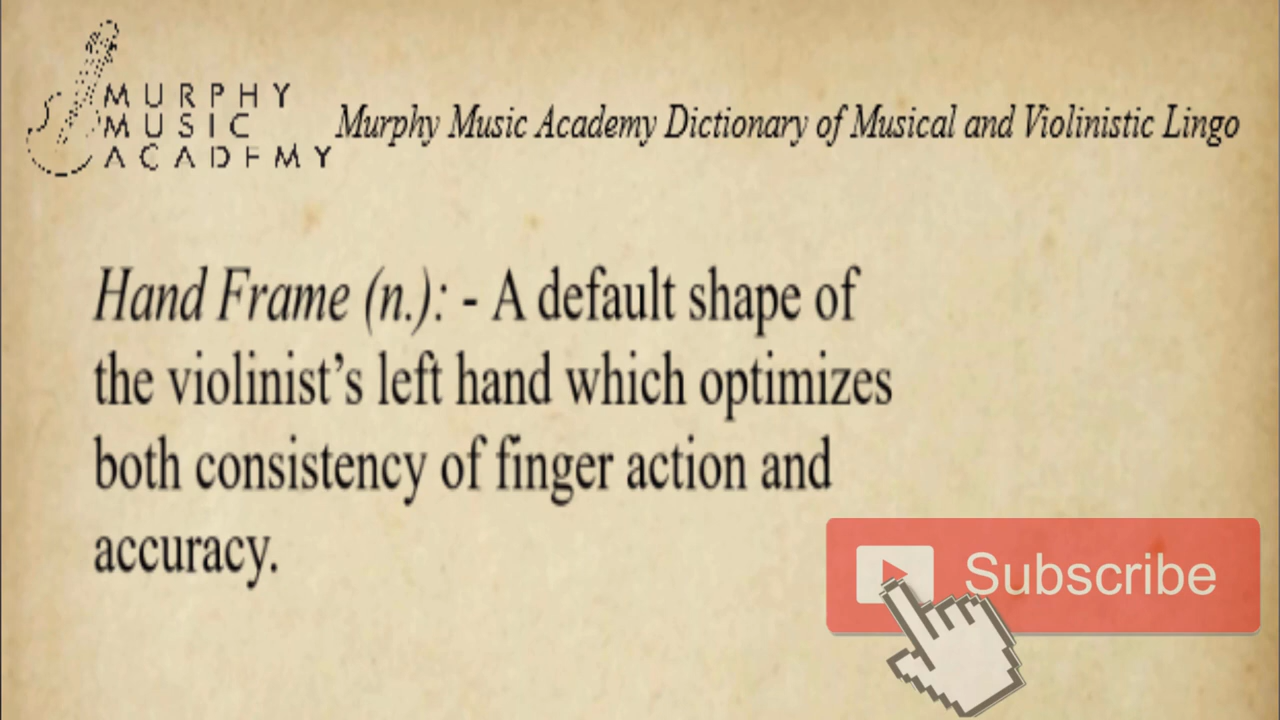 MURPHY
MUSIC
ACADEMY
Murphy Music Academy Dictionary of Musical and Violinistic Lingo
Hand Frame (n.): - A default shape of
the violinist’s left hand which optimizes
both consistency of finger action and
accuracy.
Subscribe